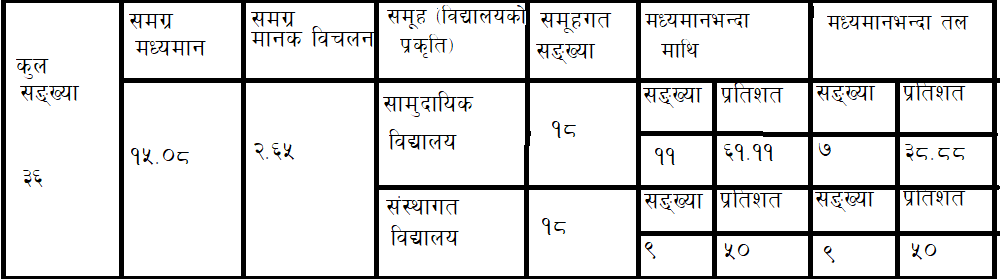 कुल
सङ्ख्या
समग्र
मध्यमान
समग्र
मानक विचलन
समूह (विद्यालयको
प्रकृति)
समूहगत
सङ्ख्या
मध्यमानभन्दा
माथि
मध्यमानभन्दा तल
३६
१५.०८
२.६५
सामुदायिक
विद्यालय
१८
सङ्ख्या प्रतिशत सङ्ख्या प्रतिशत
११ ६१.११ ७ ३८.८८
संस्थागत
विद्यालय
१८
सङ्ख्या प्रतिशत सङ्ख्या प्रतिशत
९ ५० ९ ५०